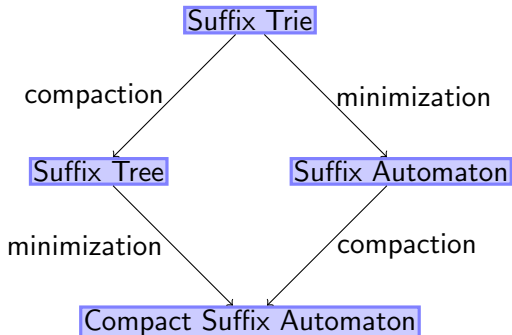 Suffix Trie
compaction
minimization
Suffix Tree
Suffix Automaton
minimization
compaction
Compact Suffix Automaton